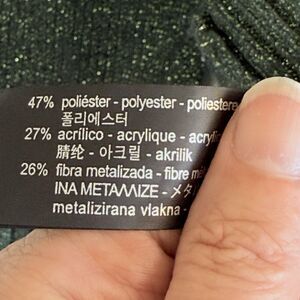 47% poliéster - polyester - poliestere
폴리에스터
27% acrílico - acrylique - acryl
腈纶 - 아크릴 - akrilik
26% fibra metalizada - fibre mé
INA METAΛΛIZE - メタ
metalizirana vlakna -